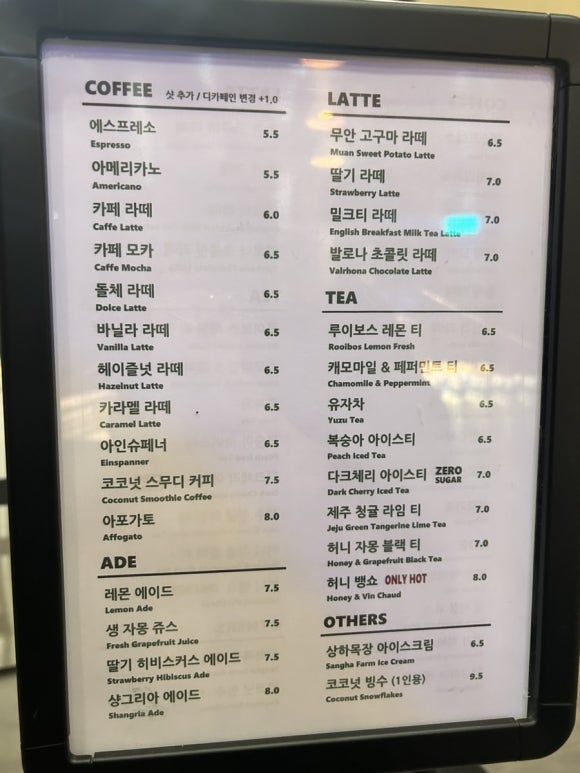 COFFEE 샷 추가 / 디카페인 변경 +1.0
에스프레소 5.5
Espresso
아메리카노 5.5
Americano
카페 라떼 6.0
Caffe Latte
카페 모카 6.5
Caffe Mocha
돌체 라떼 6.5
Dolce Latte
바닐라 라떼 6.5
Vanilla Latte
헤이즐넛 라떼 6.5
Hazelnut Latte
카라멜 라떼 6.5
Caramel Latte
아인슈페너 6.5
Einspanner
코코넛 스무디 커피 7.5
Coconut Smoothie Coffee
아포가토 8.0
Affogato
ADE
레몬 에이드 7.5
Lemon Ade
생 자몽 쥬스 7.5
Fresh Grapefruit Juice
딸기 히비스커스 에이드 7.5
Strawberry Hibiscus Ade
샹그리아 에이드 8.0
Shangria Ade
LATTE
무안 고구마 라떼 6.5
Muan Sweet Potato Latte
딸기 라떼 7.0
Strawberry Latte
밀크티 라떼 7.0
English Breakfast Milk Tea Latte
발로나 초콜릿 라떼 7.0
Valrhona Chocolate Latte
TEA
루이보스 레몬 티 6.5
Rooibos Lemon Fresh
캐모마일 & 페퍼민트 티 6.5
Chamomile & Peppermint
유자차 6.5
Yuzu Tea
복숭아 아이스티 6.5
Peach Iced Tea
다크체리 아이스티 ZERO SUGAR 7.0
Dark Cherry Iced Tea
제주 청귤 라임 티 7.0
Jeju Green Tangerine Lime Tea
허니 자몽 블랙 티 7.0
Honey & Grapefruit Black Tea
허니 뱅쇼 ONLY HOT 8.0
Honey & Vin Chaud
OTHERS
상하목장 아이스크림 6.5
Sangha Farm Ice Cream
코코넛 빙수 (1인용) 9.5
Coconut Snowflakes